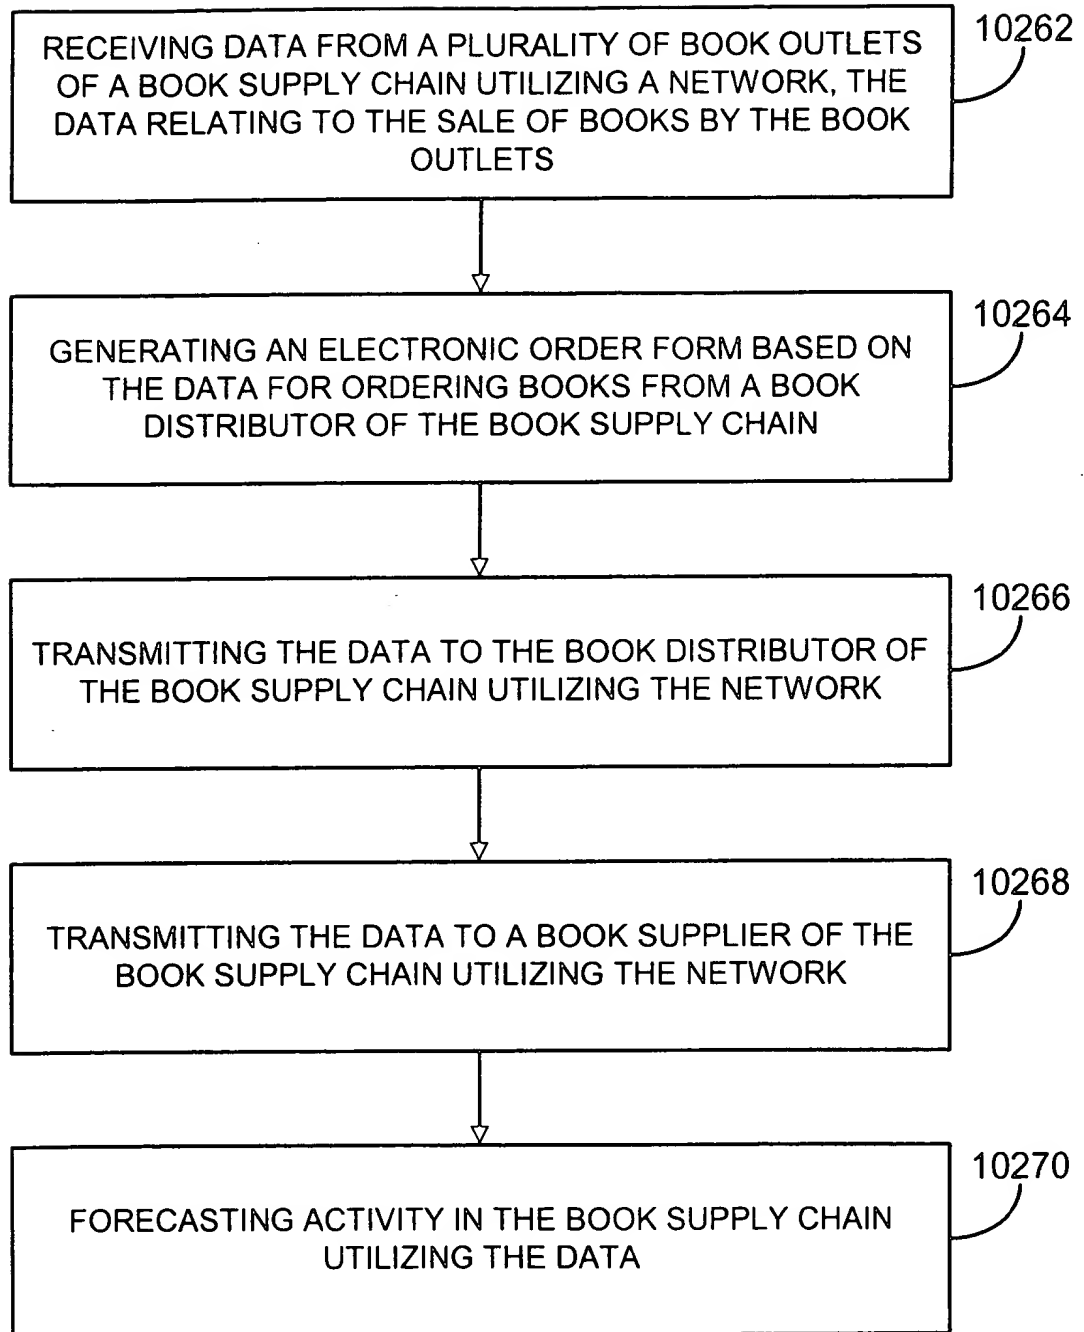 RECEIVING DATA FROM A PLURALITY OF BOOK OUTLETS
OF A BOOK SUPPLY CHAIN UTILIZING A NETWORK, THE
DATA RELATING TO THE SALE OF BOOKS BY THE BOOK
OUTLETS
10262
GENERATING AN ELECTRONIC ORDER FORM BASED ON
THE DATA FOR ORDERING BOOKS FROM A BOOK
DISTRIBUTOR OF THE BOOK SUPPLY CHAIN
10264
TRANSMITTING THE DATA TO THE BOOK DISTRIBUTOR OF
THE BOOK SUPPLY CHAIN UTILIZING THE NETWORK
10266
TRANSMITTING THE DATA TO A BOOK SUPPLIER OF THE
BOOK SUPPLY CHAIN UTILIZING THE NETWORK
10268
FORECASTING ACTIVITY IN THE BOOK SUPPLY CHAIN
UTILIZING THE DATA
10270